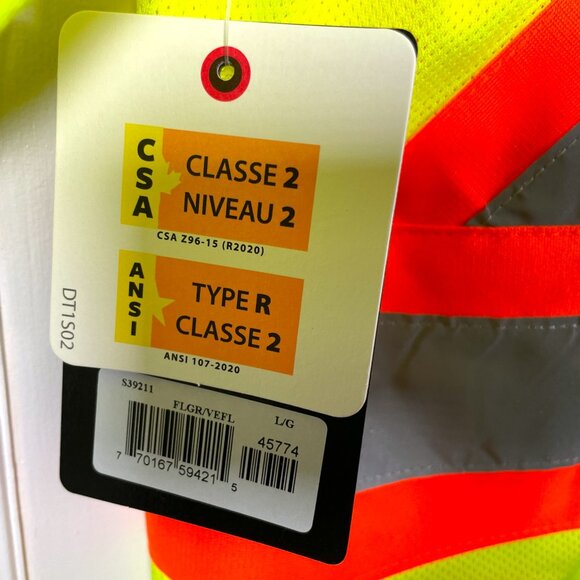 CSA
CLASSE 2
NIVEAU 2
CSA Z96-15 (R2020)
ANSI
TYPE R
CLASSE 2
ANSI 107-2020
DT1S02
S39211
FLGR/VEFL
L/G
45774
7 70167 59421 5